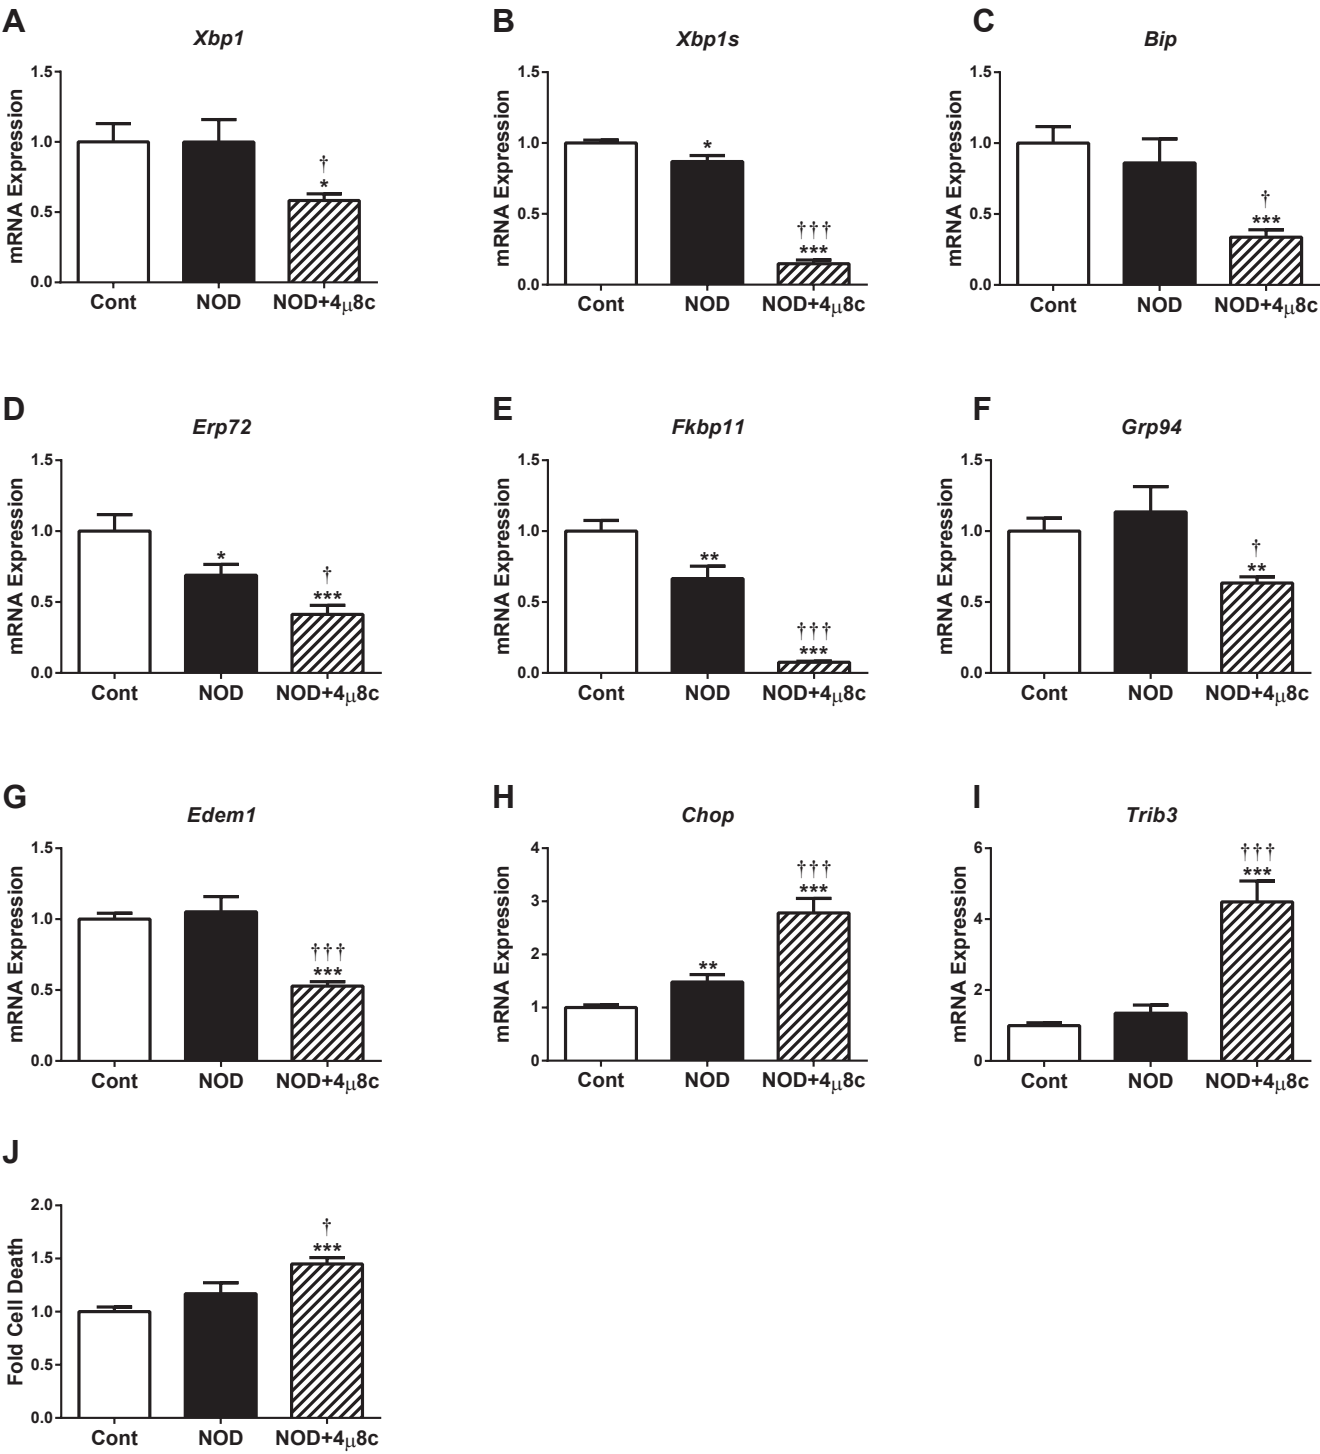 A
Xbp1
mRNA Expression
1.5
1.0
0.5
0.0
†
*
Cont NOD NOD+4μ8c
B
Xbp1s
mRNA Expression
1.5
1.0
0.5
0.0
*
†††
***
Cont NOD NOD+4μ8c
C
Bip
mRNA Expression
1.5
1.0
0.5
0.0
†
***
Cont NOD NOD+4μ8c
D
Erp72
mRNA Expression
1.5
1.0
0.5
0.0
*
†
***
Cont NOD NOD+4μ8c
E
Fkbp11
mRNA Expression
1.5
1.0
0.5
0.0
**
†††
***
Cont NOD NOD+4μ8c
F
Grp94
mRNA Expression
1.5
1.0
0.5
0.0
†
**
Cont NOD NOD+4μ8c
G
Edem1
mRNA Expression
1.5
1.0
0.5
0.0
†††
***
Cont NOD NOD+4μ8c
H
Chop
mRNA Expression
4
3
2
1
0
**
†††
***
Cont NOD NOD+4μ8c
I
Trib3
mRNA Expression
6
4
2
0
†††
***
Cont NOD NOD+4μ8c
J
Fold Cell Death
2.0
1.5
1.0
0.5
0.0
†
***
Cont NOD NOD+4μ8c